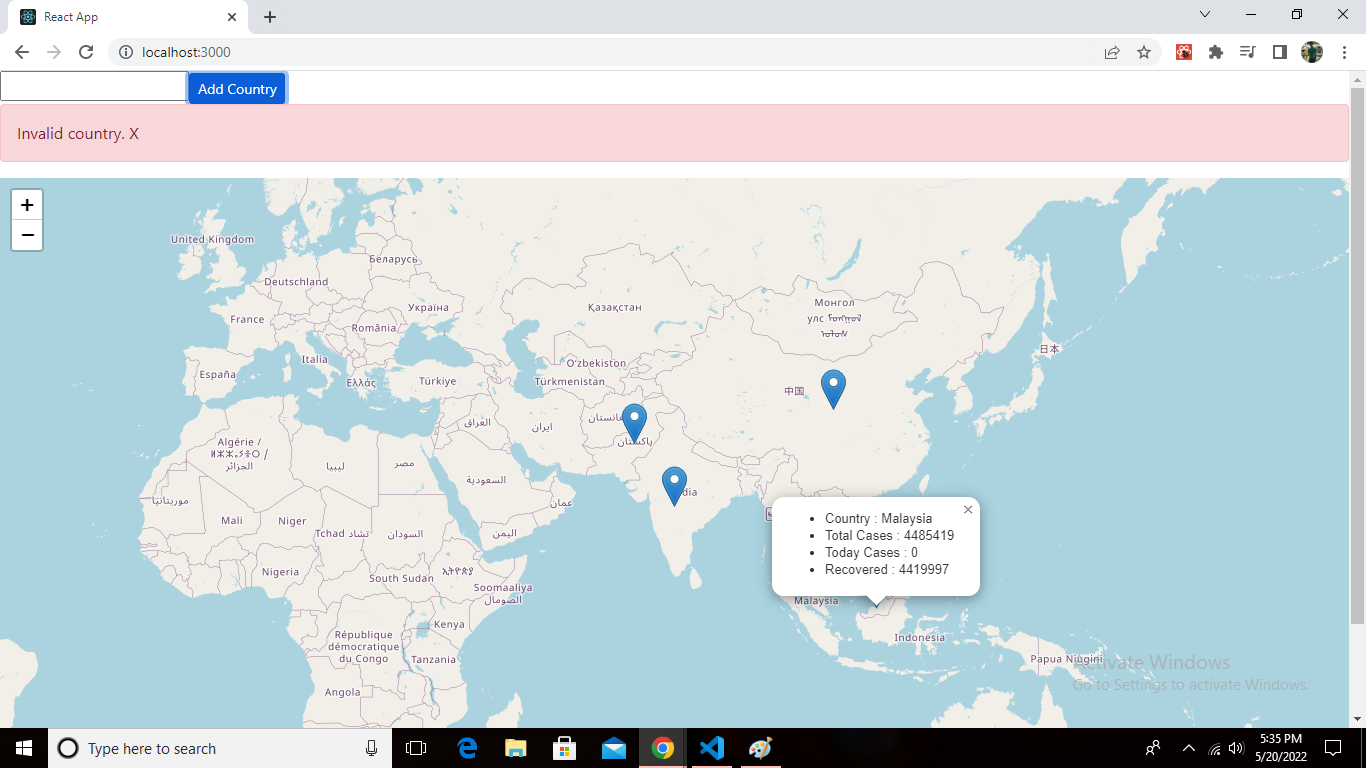 React App
localhost:3000
Add Country
Invalid country. X
+
−
United Kingdom
Беларусь
Deutschland
Україна
Қазақстан
Монгол
улс ᠮᠣᠩᠭᠣᠯ
ᠤᠯᠤᠰ
France
România
Italia
O‘zbekiston
日本
España
Ελλάς
Türkiye
Türkmenistan
中国
افغانستان
العراق
ایران
پاکستان
Algérie /
ⵍⵣⵣⴰⵢⴻⵔ /
الجزائر
ليبيا
مصر
السعودية
India
موريتانيا
عمان
Mali
Niger
Tchad تشاد
السودان
اليمن
Country : Malaysia
Total Cases : 4485419
Today Cases : 0
Recovered : 4419997
×
Nigeria
South Sudan
ኢትዮጵያ
Soomaaliya
الصومال
Malaysia
Kenya
République
démocratique
du Congo
Indonesia
Tanzania
Papua Niugini
Angola
Activate Windows
Go to Settings to activate Windows.
Type here to search
5:35 PM
5/20/2022